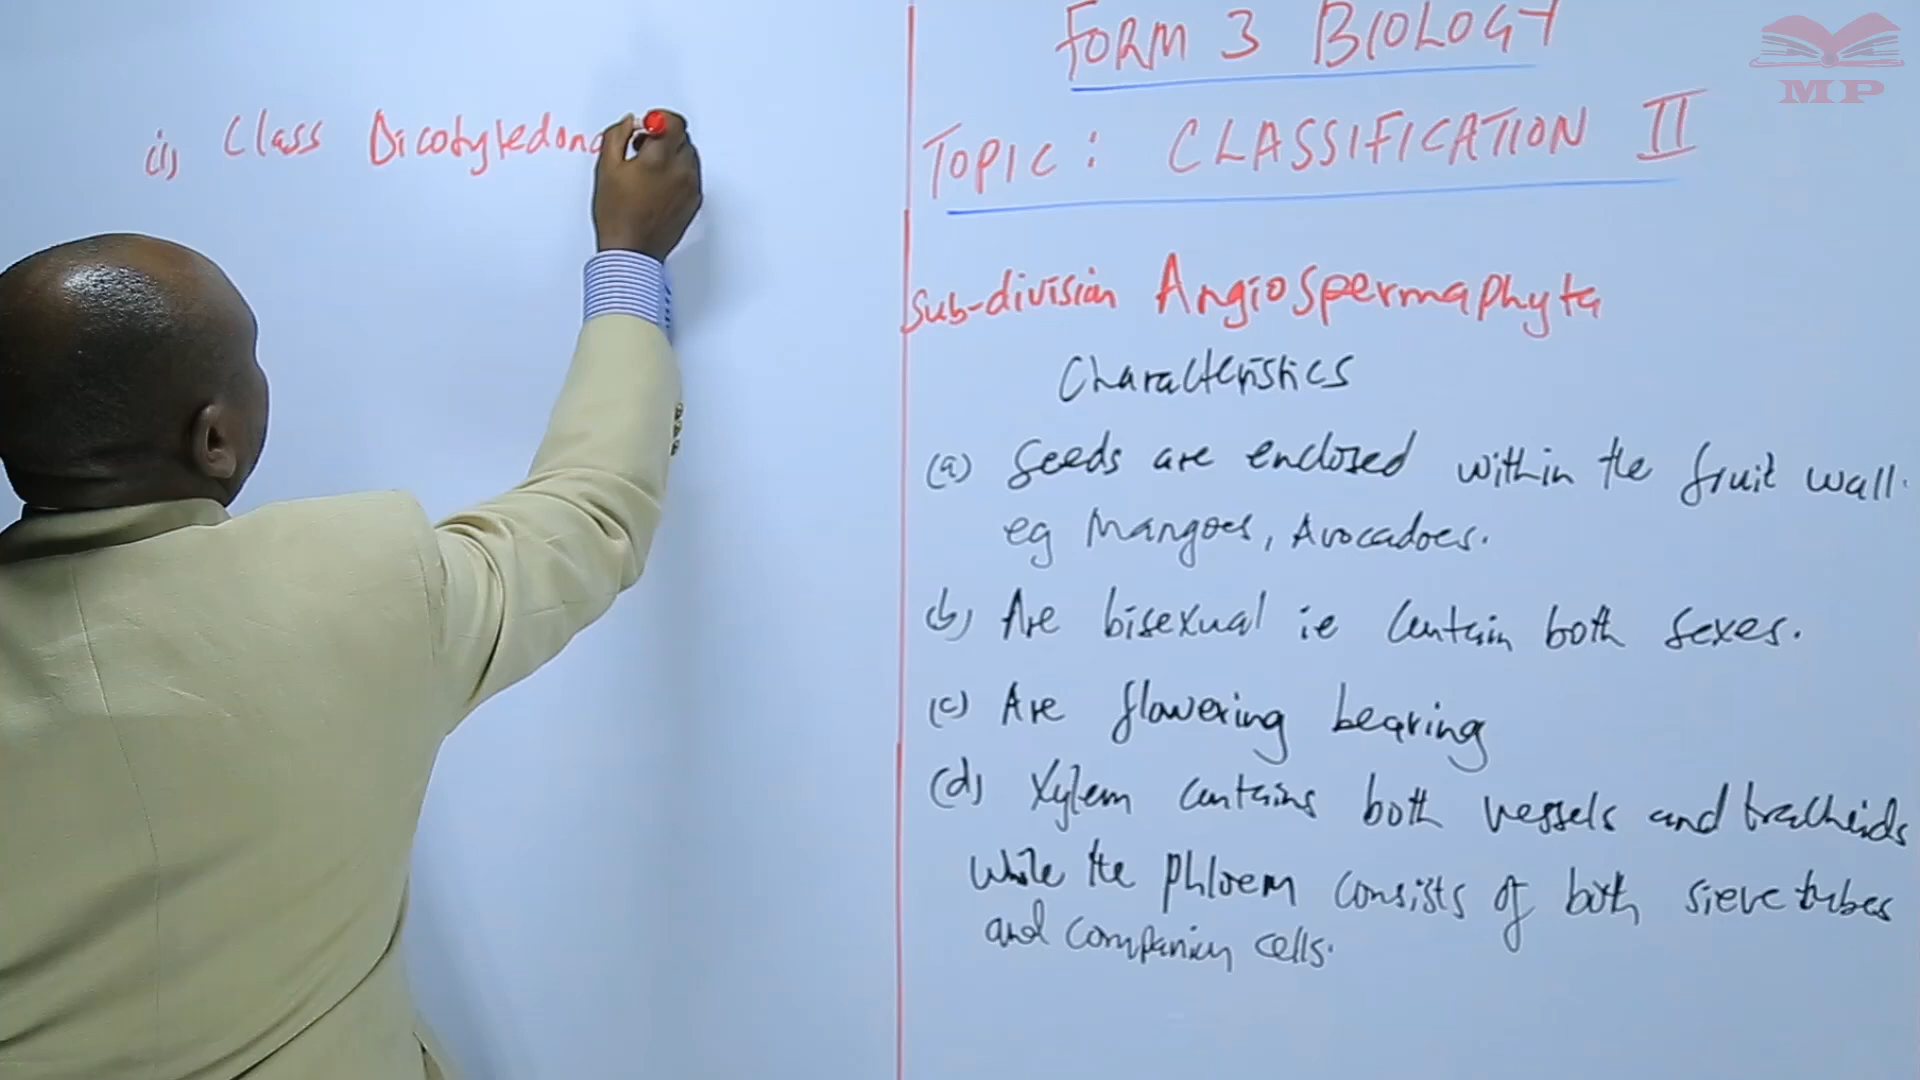 (ii) Class Dicotyledona
FORM 3 BIOLOGY
TOPIC: CLASSIFICATION II
Sub-division Angiospermaphyta
Characteristics
(a) Seeds are enclosed within the fruit wall.
eg Mangoes, Avocadoes.
(b) Are bisexual ie contain both sexes.
(c) Are flowering bearing
(d) Xylem contains both vessels and tracheids
While the phloem consists of both sieve tubes
and companion cells.
MP